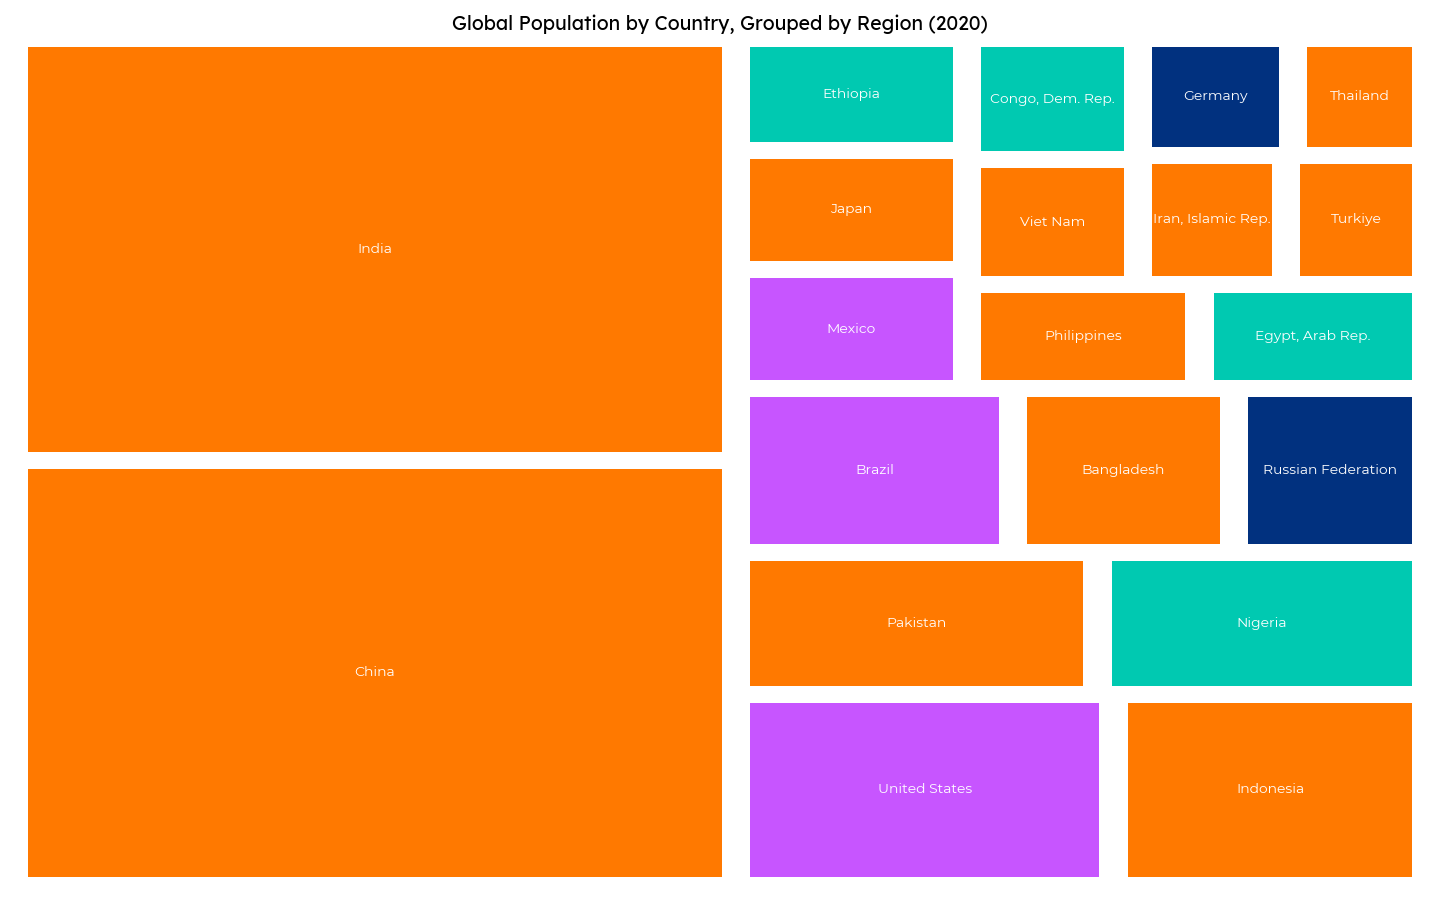 Global Population by Country, Grouped by Region (2020)
India
China
Ethiopia
Congo, Dem. Rep.
Germany
Thailand
Japan
Viet Nam
Iran, Islamic Rep.
Turkiye
Mexico
Philippines
Egypt, Arab Rep.
Brazil
Bangladesh
Russian Federation
Pakistan
Nigeria
United States
Indonesia